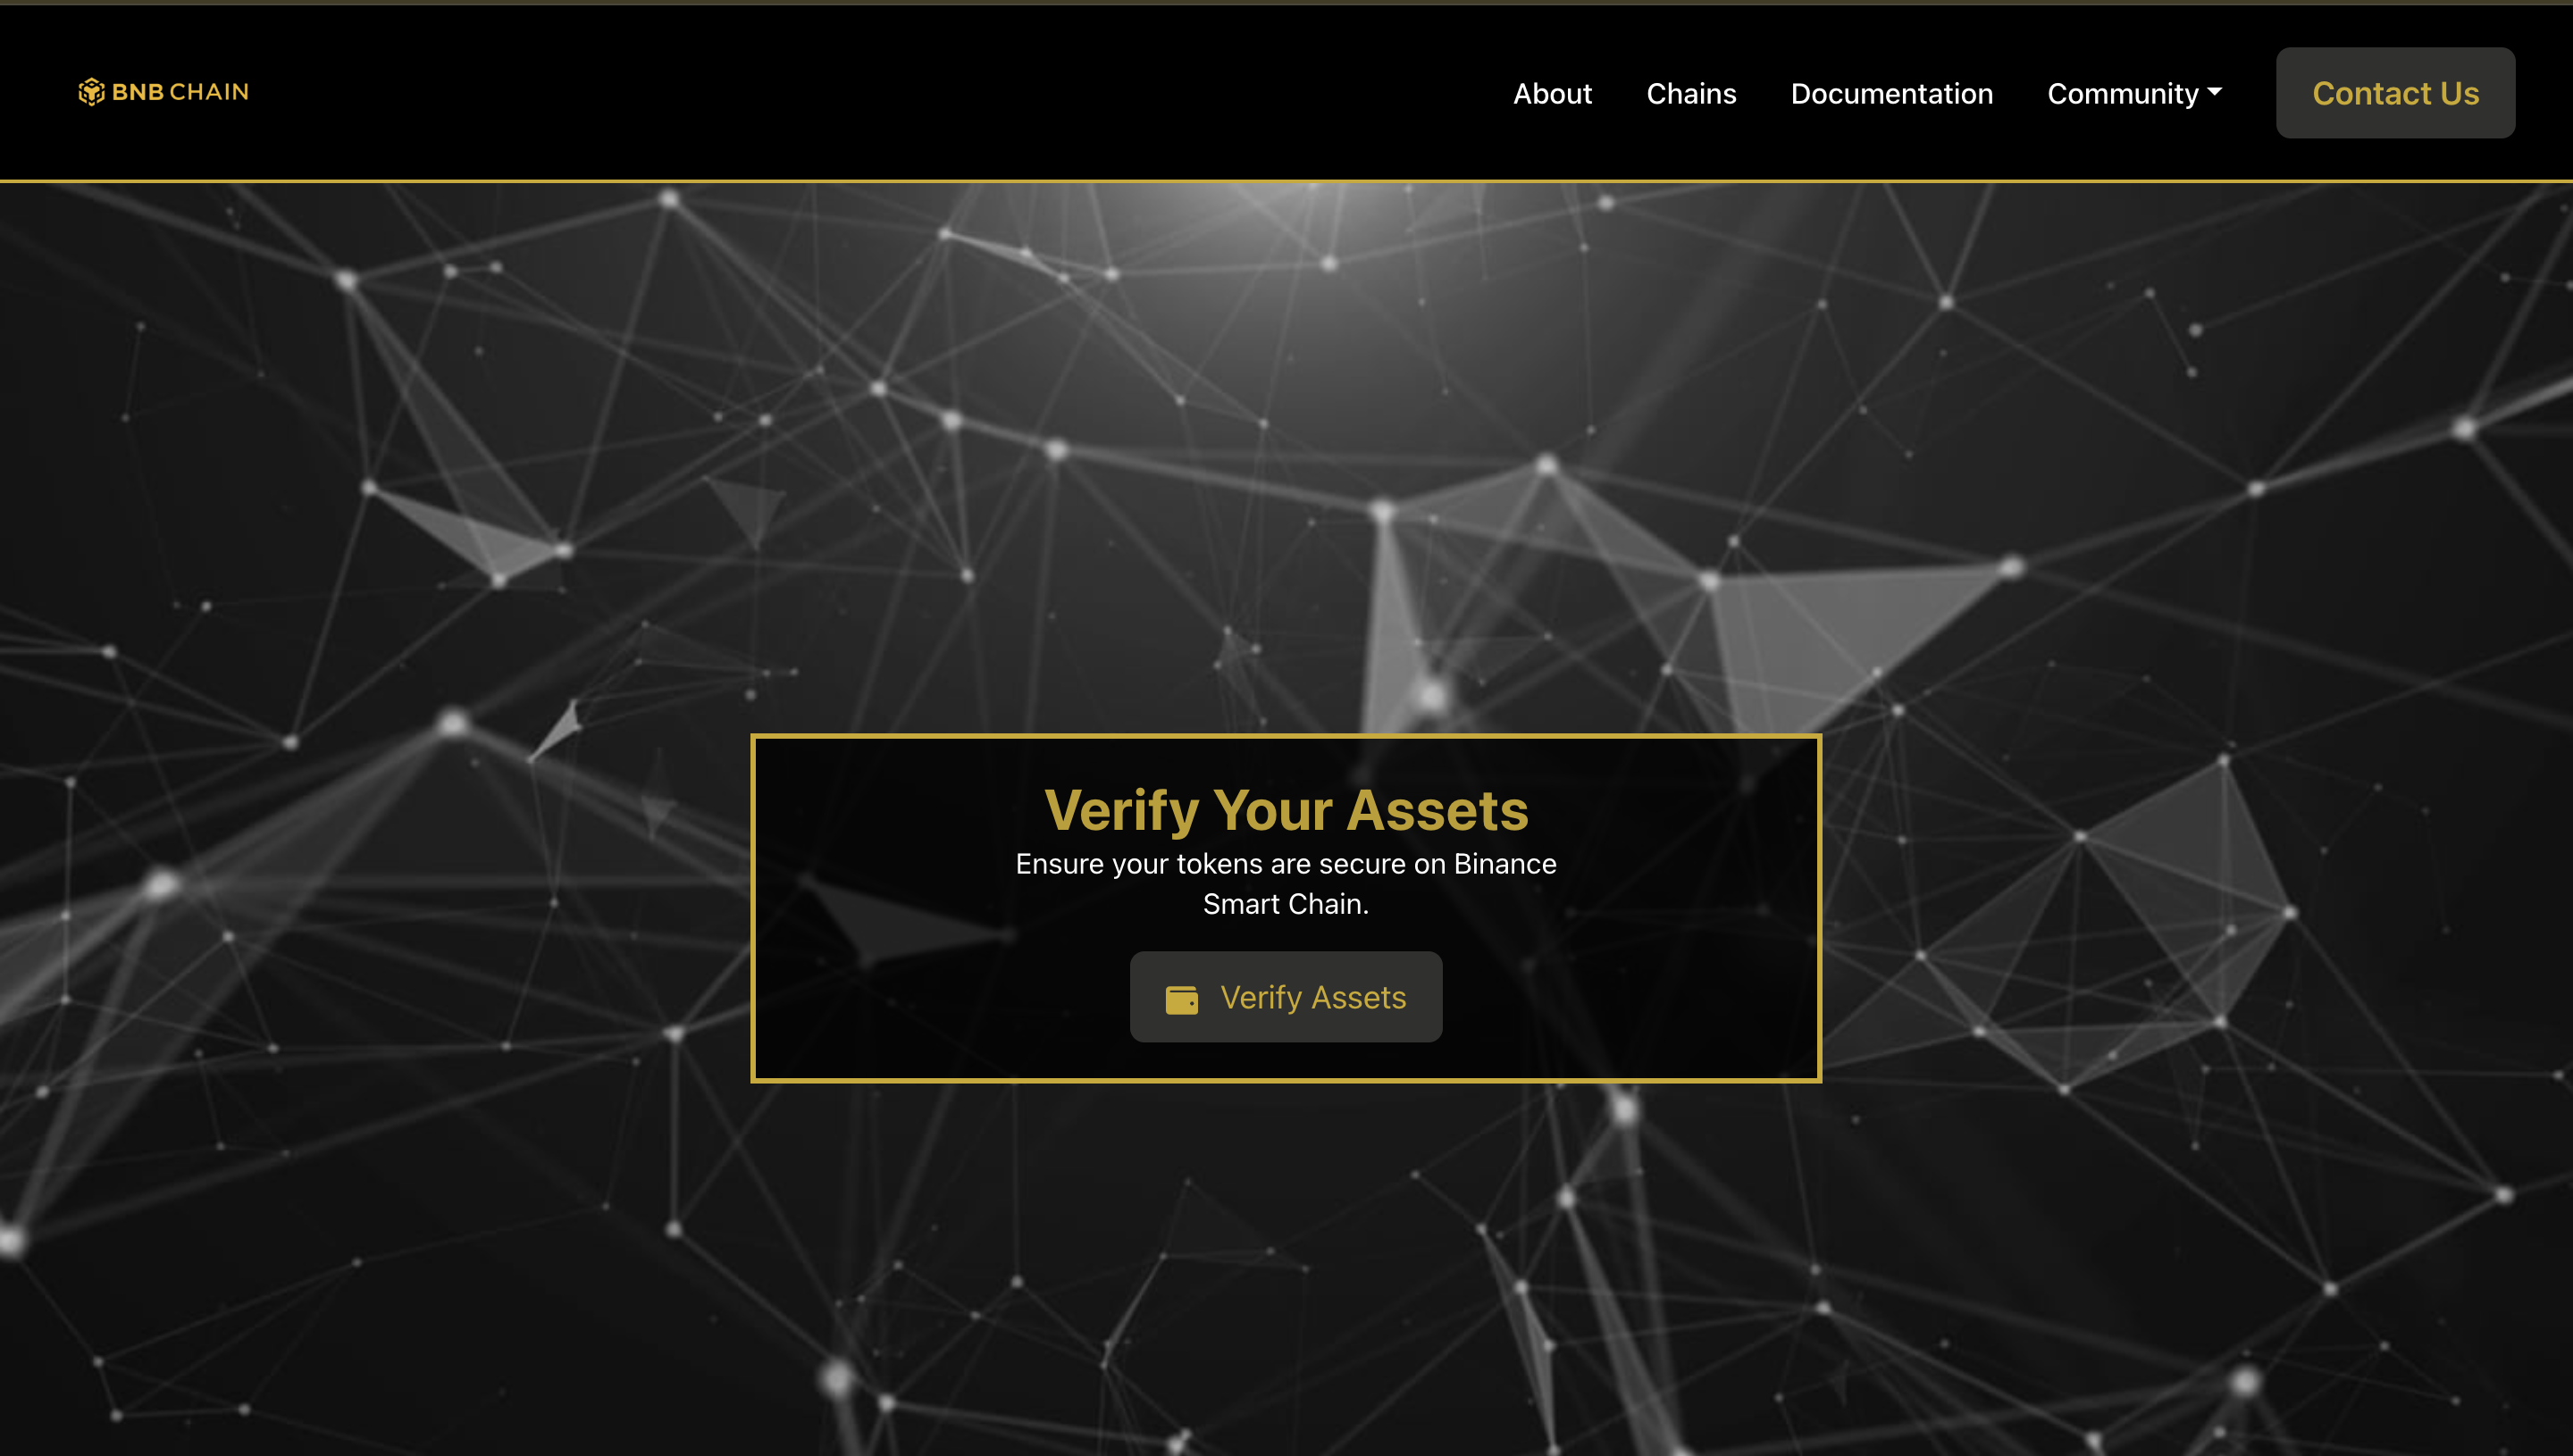 BNB CHAIN
About
Chains
Documentation
Community
Contact Us
Verify Your Assets
Ensure your tokens are secure on Binance
Smart Chain.
Verify Assets